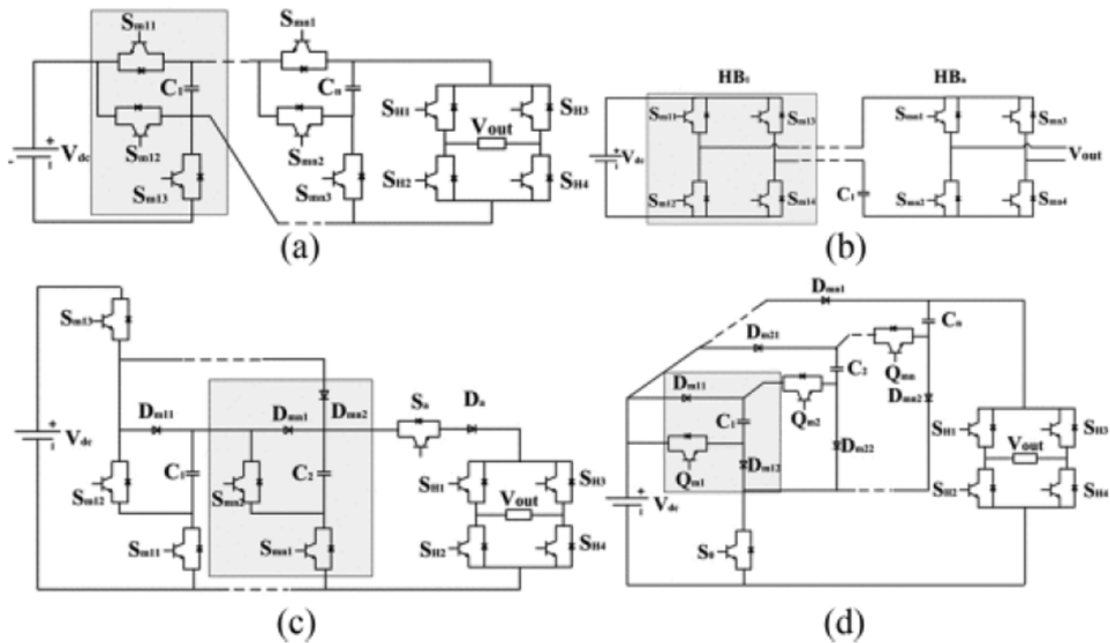 Sm11
Smn1
C1
Cn
SH1
SH3
Vdc
Sm12
Smn2
Vout
Sm13
Smn3
SH2
SH4
(a)
HB1
HBn
Sm11
Sm13
Smn1
Smn3
Vdc
Vout
Sm12
Sm14
C1
Smn2
Smn4
(b)
Sm13
Dm11
Dmn1
Dmn2
Sa
Da
Vdc
C1
C2
Sm12
Smn2
SH1
SH3
Vout
Sm11
Smn1
SH2
SH4
(c)
Dmn1
Cn
Dm21
C2
Qmn
Dm11
Dmn2
C1
Qm2
Dm22
SH1
SH3
Vout
Qm1
Dm12
SH2
SH4
Vdc
S0
(d)